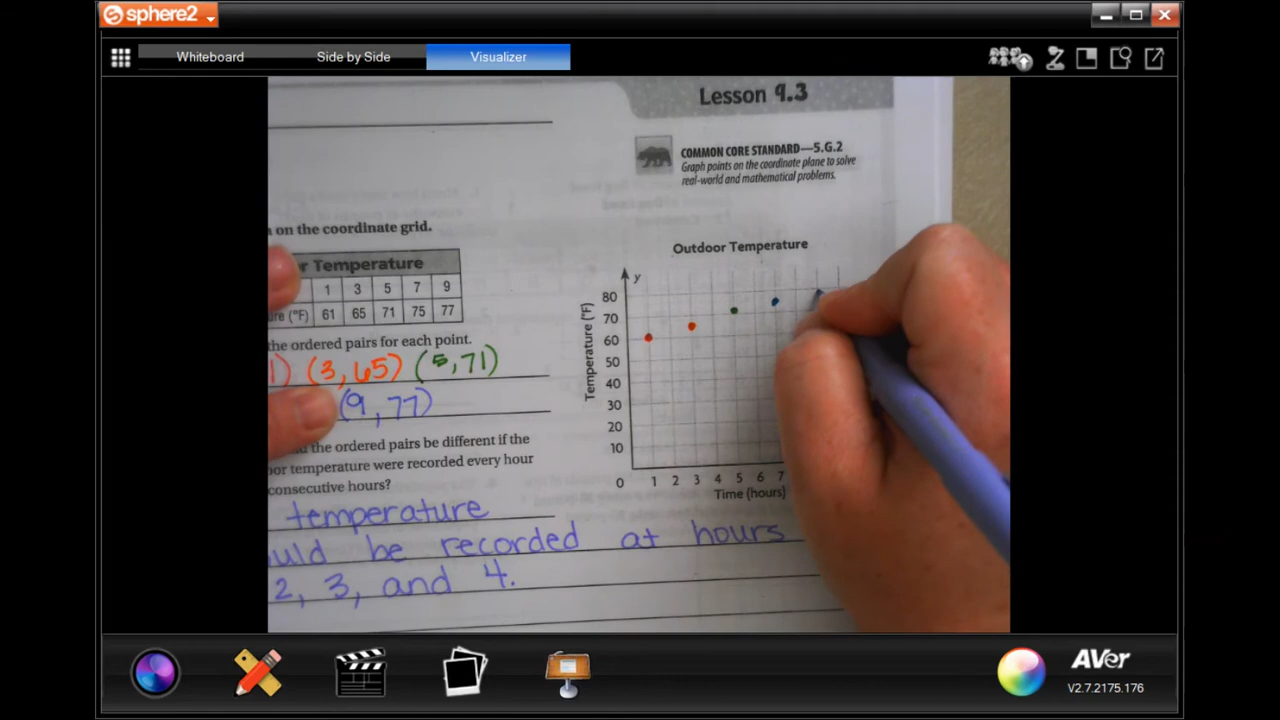 sphere2
Whiteboard Side by Side Visualizer
Lesson 9.3
COMMON CORE STANDARD—5.G.2
Graph points on the coordinate plane to solve
real-world and mathematical problems.
on the coordinate grid.
Temperature
1 3 5 7 9
(°F) 61 65 71 75 77
the ordered pairs for each point.
(3,65) (5,71)
(9,77)
the ordered pairs be different if the
temperature were recorded every hour
consecutive hours?
temperature
be recorded at hours
2, 3, and 4.
Outdoor Temperature
y
80
70
60
50
40
30
20
10
0 1 2 3 4 5 6 7
Temperature (°F)
Time (hours)
AVer
V2.7.2175.176